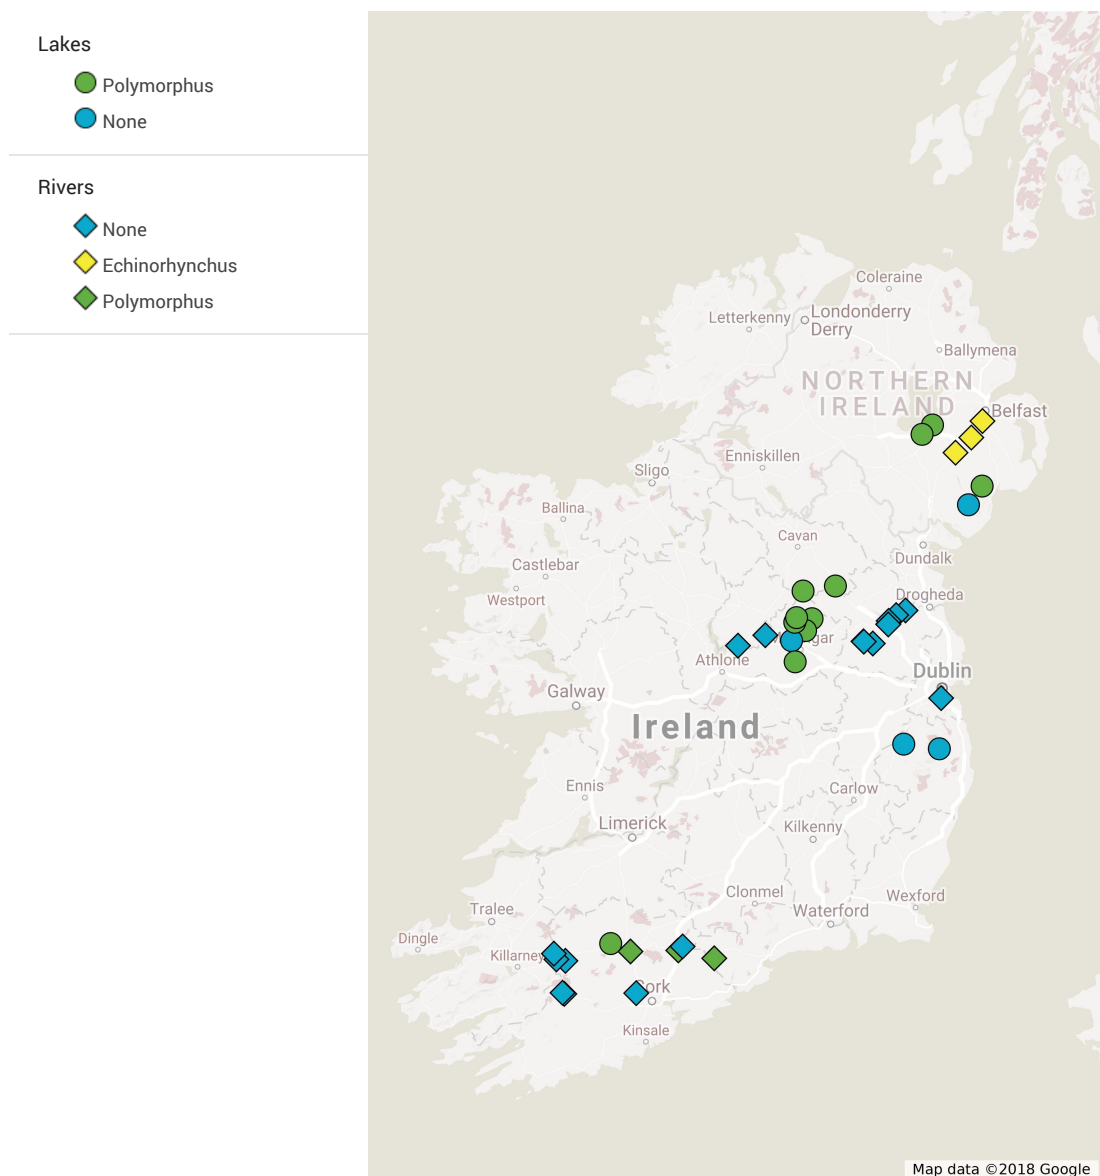 Lakes
Polymorphus
None
Rivers
None
Echinorhynchus
Polymorphus
Coleraine
Letterkenny
Londonderry
Derry
Ballymena
NORTHERN
IRELAND
Belfast
Enniskillen
Sligo
Ballina
Cavan
Dundalk
Castlebar
Westport
Drogheda
Athlone
Dublin
Galway
Ireland
Ennis
Carlow
Limerick
Kilkenny
Clonmel
Wexford
Tralee
Waterford
Dingle
Killarney
Cork
Kinsale
Map data ©2018 Google